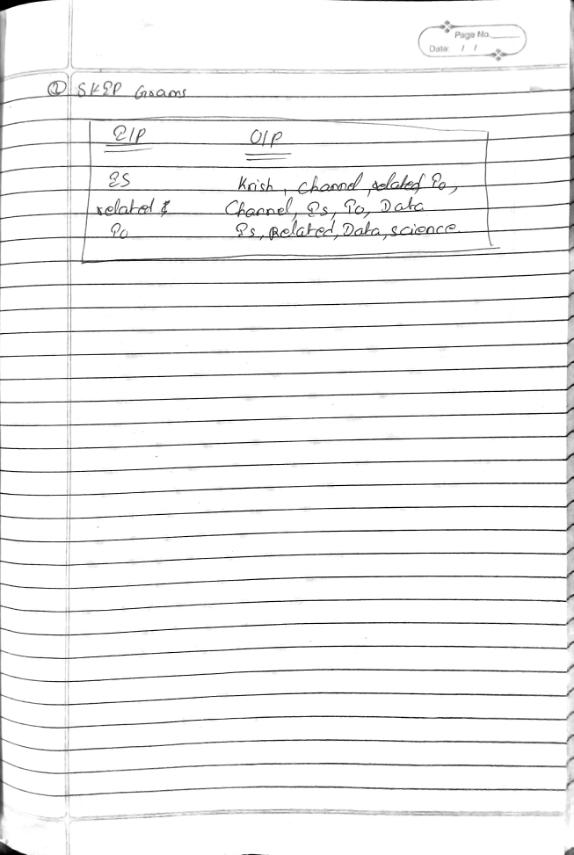 Page No.
Date: / /
② SKIP Grams
I/P O/P
IS Krish, channel, related To,
related Channel, Is, To, Data
To Is, Related, Data, science.